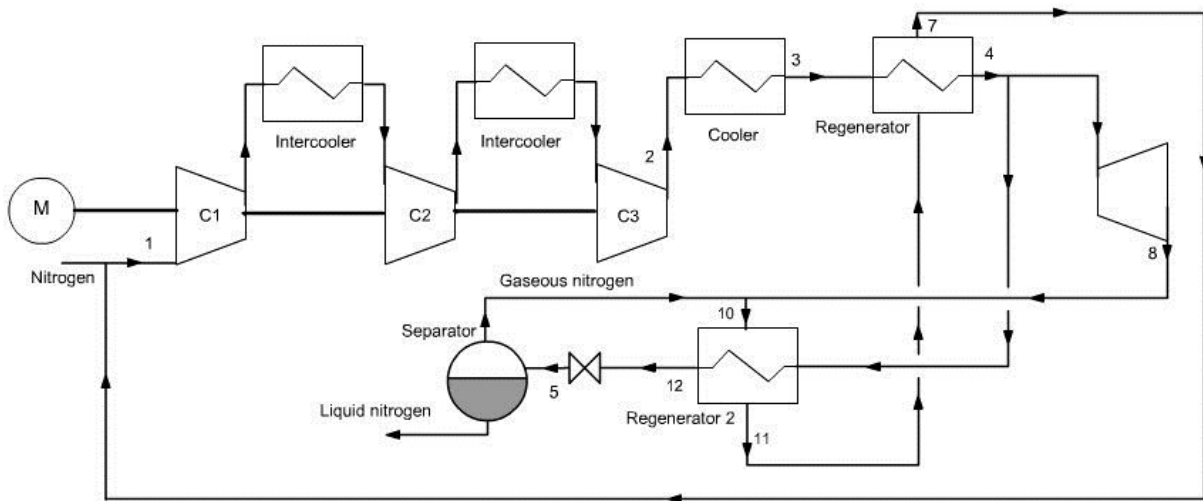 7
3
4
Intercooler
Intercooler
Cooler
Regenerator
2
M
C1
C2
C3
1
8
Nitrogen
Gaseous nitrogen
10
Separator
5
12
Liquid nitrogen
Regenerator 2
11